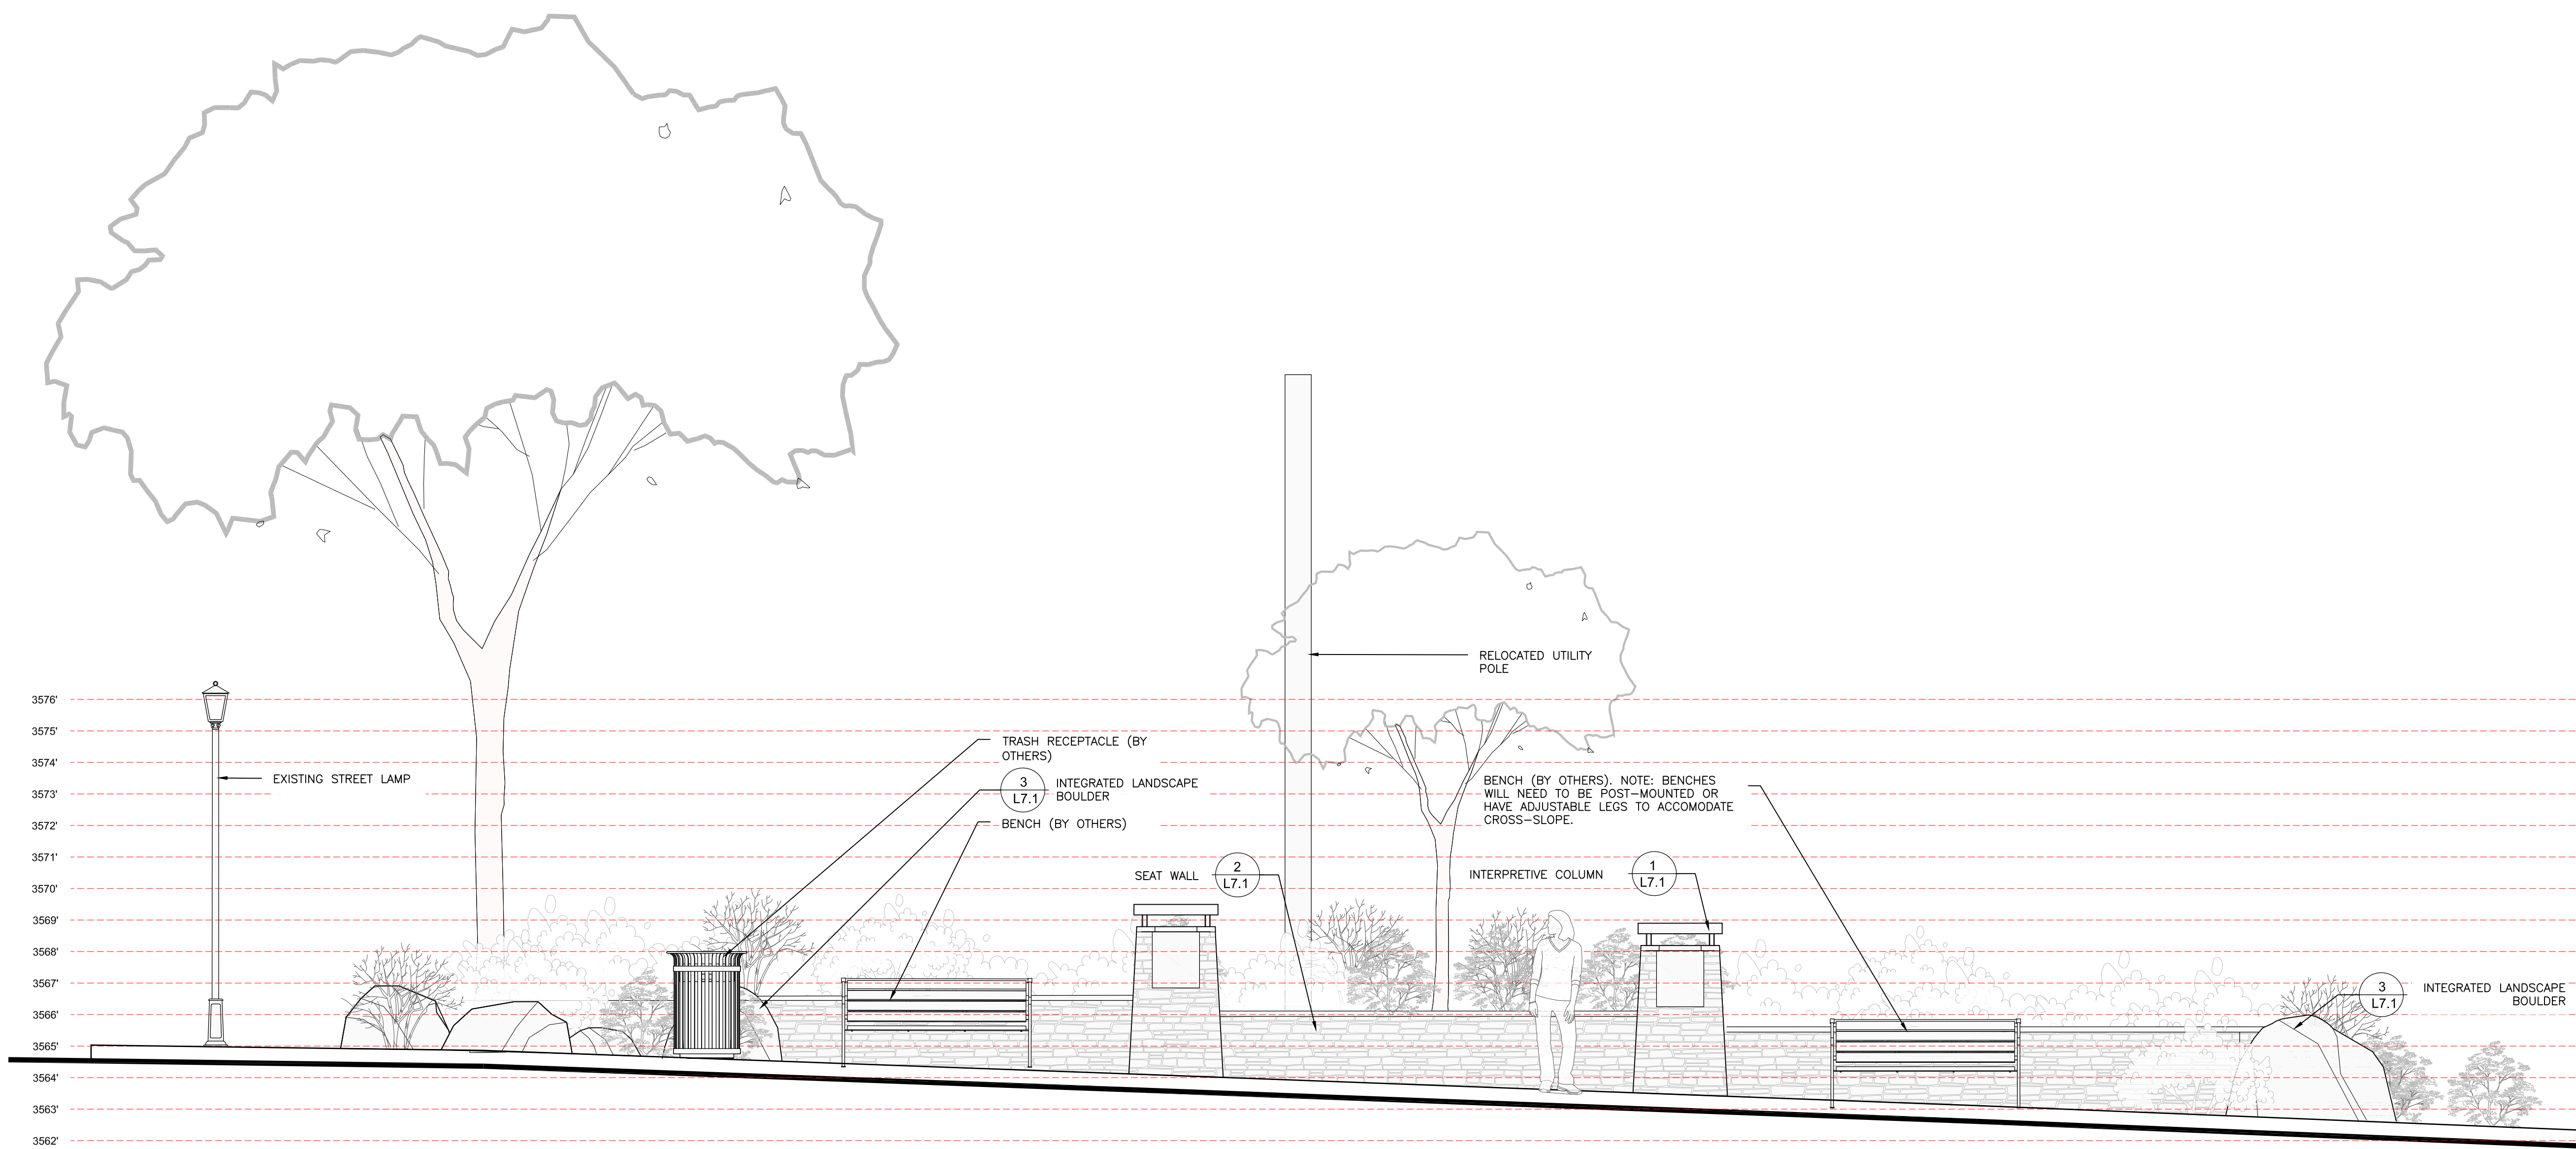 RELOCATED UTILITY
POLE
3576'
3575'
3574'
3573'
3572'
3571'
3570'
3569'
3568'
3567'
3566'
3565'
3564'
3563'
3562'
EXISTING STREET LAMP
TRASH RECEPTACLE (BY
OTHERS)
3
L7.1
INTEGRATED LANDSCAPE
BOULDER
BENCH (BY OTHERS)
BENCH (BY OTHERS). NOTE: BENCHES
WILL NEED TO BE POST-MOUNTED OR
HAVE ADJUSTABLE LEGS TO ACCOMODATE
CROSS-SLOPE.
SEAT WALL
2
L7.1
INTERPRETIVE COLUMN
1
L7.1
3
L7.1
INTEGRATED LANDSCAPE
BOULDER